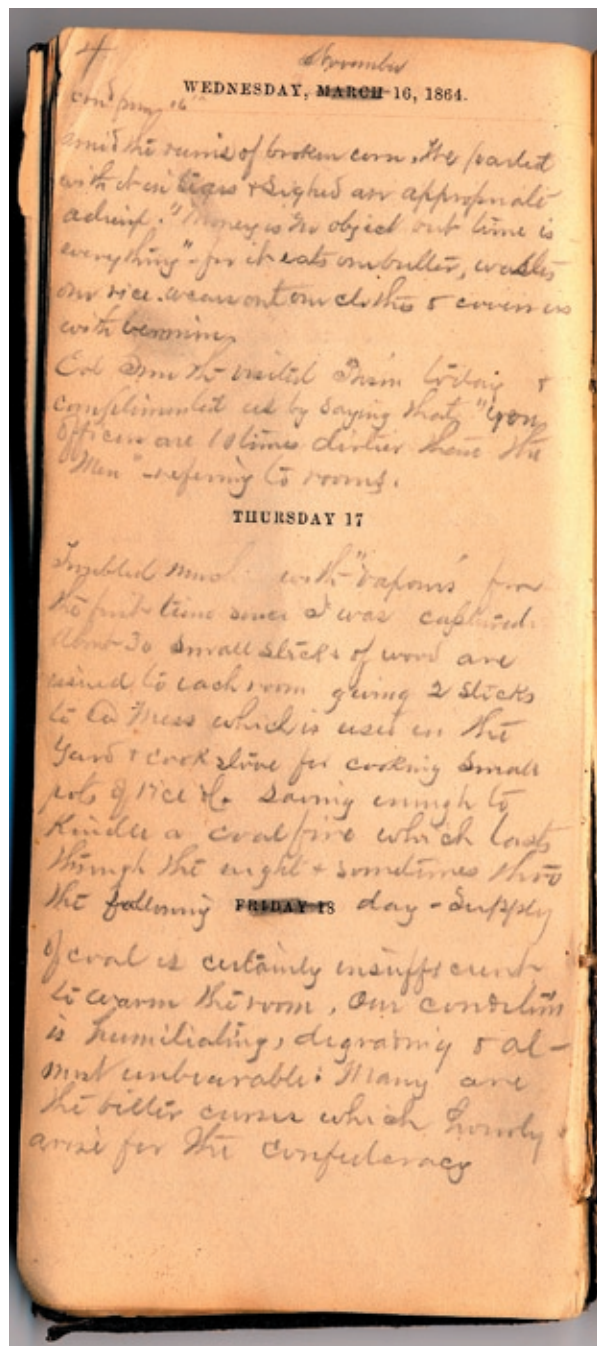 4
November
WEDNESDAY, MARCH 16, 1864.
con from "6"
amid the ruins of broken corn. We parted
with it in tears & sighed an appropriate
"Money is no object but time is
everything" - for it eats our butter, wastes
our rice. wears out our clothes & covers us
with vermin.
Col Smith visited Prison today &
complimented us by saying that "You
officers are 10 times dirtier than the
Men" - referring to rooms.
THURSDAY 17
Troubled much with "vapours" for
the first time since I was captured.
About 30 small sticks of wood are
issued to each room giving 2 sticks
to a Mess which is used in the
Yard & cook stove for cooking small
pots of rice &c. saving enough to
Kindle a coal fire which lasts
through the night & sometimes thro
the following FRIDAY 18 day - Supply
of coal is certainly insufficient
to warm the room, Our condition
is humiliating, degrading & al-
most unbearable: Many are
the bitter curses which hourly
arise for the confederacy